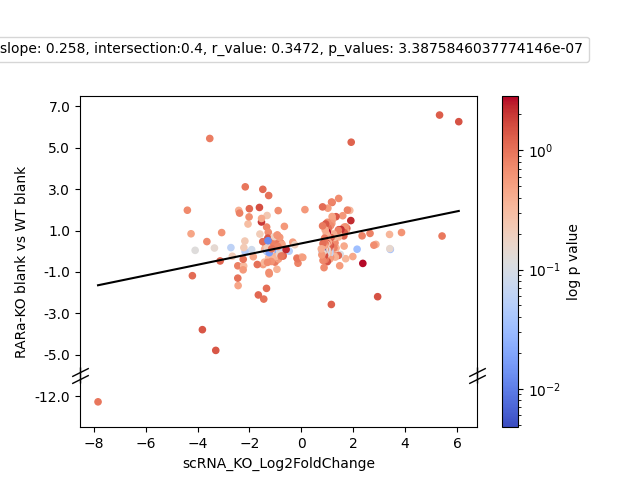 slope: 0.258, intersection:0.4, r_value: 0.3472, p_values: 3.3875846037774146e-07
7.0
5.0
3.0
1.0
-1.0
-3.0
-5.0
-12.0
RARa-KO blank vs WT blank
−8 −6 −4 −2 0 2 4 6
scRNA_KO_Log2FoldChange
10⁰
10⁻¹
10⁻²
log p value